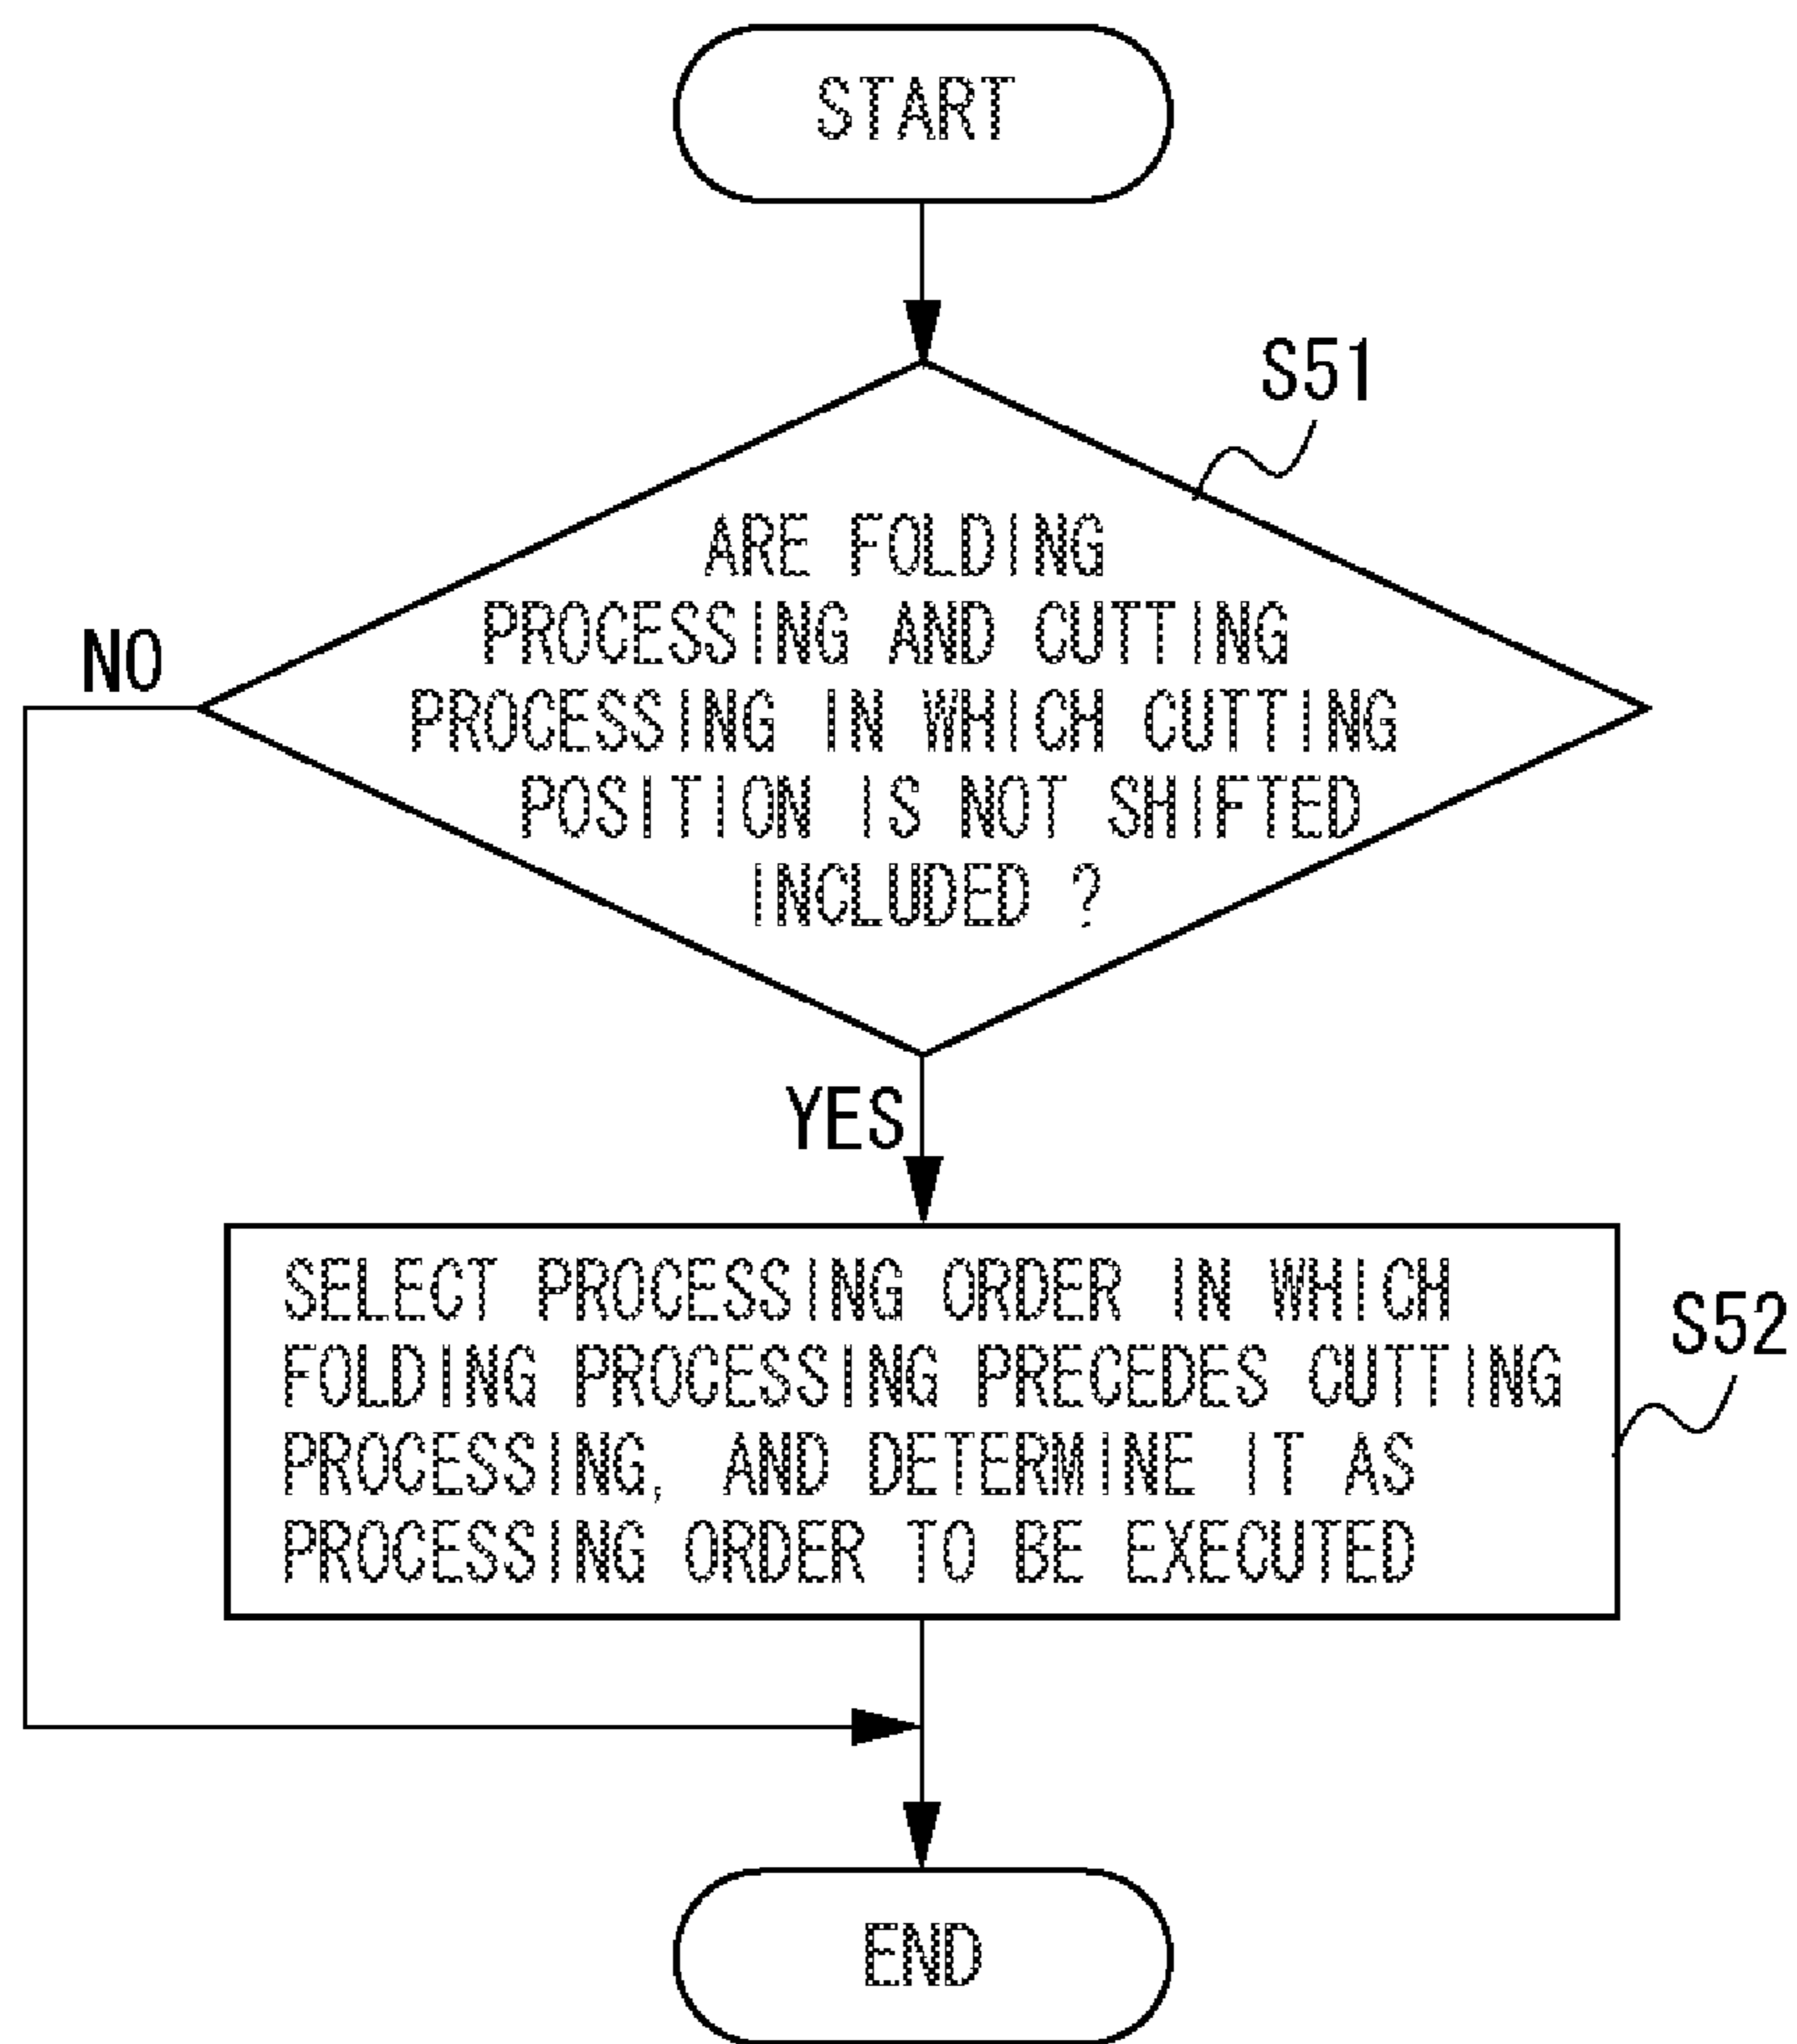 START
S51
ARE FOLDING
PROCESSING AND CUTTING
PROCESSING IN WHICH CUTTING
POSITION IS NOT SHIFTED
INCLUDED ?
NO
YES
SELECT PROCESSING ORDER IN WHICH
FOLDING PROCESSING PRECEDES CUTTING
PROCESSING, AND DETERMINE IT AS
PROCESSING ORDER TO BE EXECUTED
S52
END